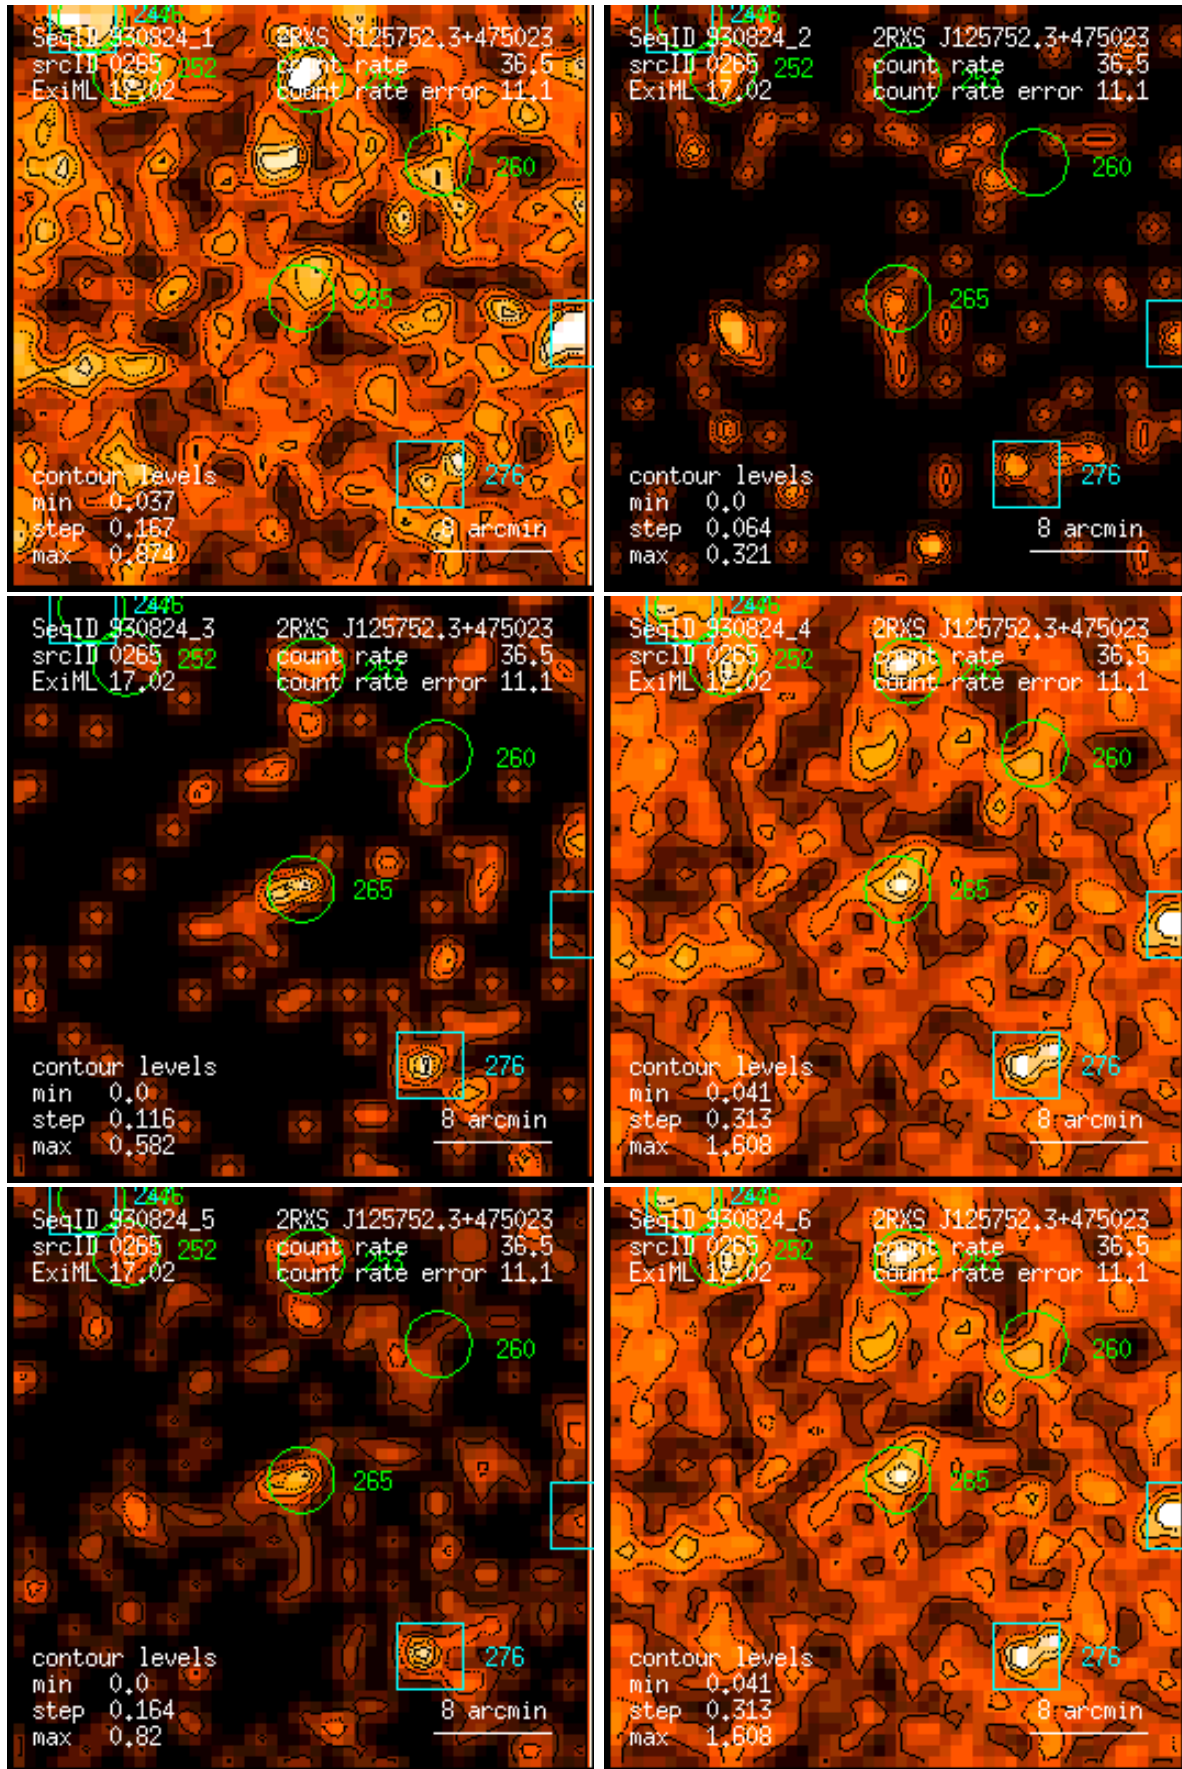 2446
SeqID 930824_1 2RXS J125752.3+475023
srcID 0265 252 count rate 253 36.5
ExiML 17.02 count rate error 11.1
260
265
contour levels 276
min 0.037
step 0.167 8 arcmin
max 0.874
2446
SeqID 930824_2 2RXS J125752.3+475023
srcID 0265 252 count rate 253 36.5
ExiML 17.02 count rate error 11.1
260
265
contour levels 276
min 0.0
step 0.064 8 arcmin
max 0.321
2446
SeqID 930824_3 2RXS J125752.3+475023
srcID 0265 252 count rate 253 36.5
ExiML 17.02 count rate error 11.1
260
265
contour levels 276
min 0.0
step 0.116 8 arcmin
max 0.582
2446
SeqID 930824_4 2RXS J125752.3+475023
srcID 0265 252 count rate 253 36.5
ExiML 17.02 count rate error 11.1
260
265
contour levels 276
min 0.041
step 0.313 8 arcmin
max 1.608
2446
SeqID 930824_5 2RXS J125752.3+475023
srcID 0265 252 count rate 253 36.5
ExiML 17.02 count rate error 11.1
260
265
contour levels 276
min 0.0
step 0.164 8 arcmin
max 0.82
2446
SeqID 930824_6 2RXS J125752.3+475023
srcID 0265 252 count rate 253 36.5
ExiML 17.02 count rate error 11.1
260
265
contour levels 276
min 0.041
step 0.313 8 arcmin
max 1.608